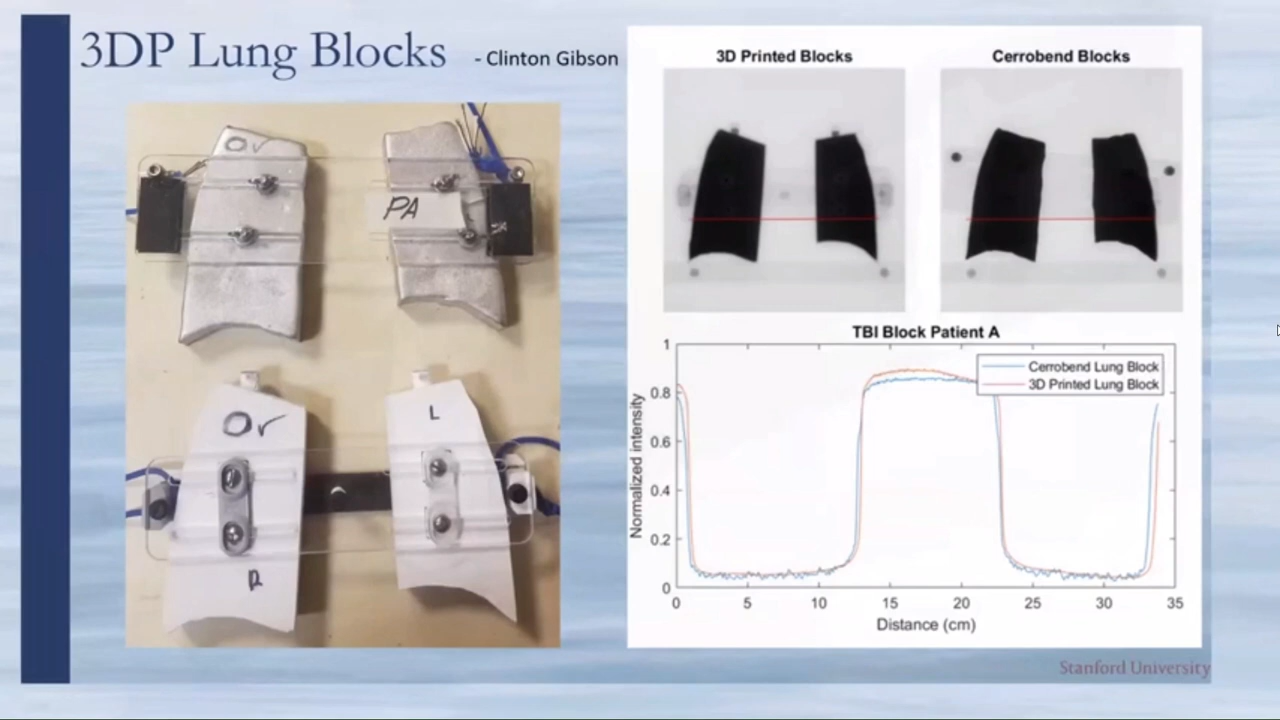 3DP Lung Blocks - Clinton Gibson
Or
PA
Or
L
R
3D Printed Blocks
Cerrobend Blocks
TBI Block Patient A
Cerrobend Lung Block
3D Printed Lung Block
Normalized intensity
1
0.8
0.6
0.4
0.2
0
0 5 10 15 20 25 30 35
Distance (cm)
Stanford University